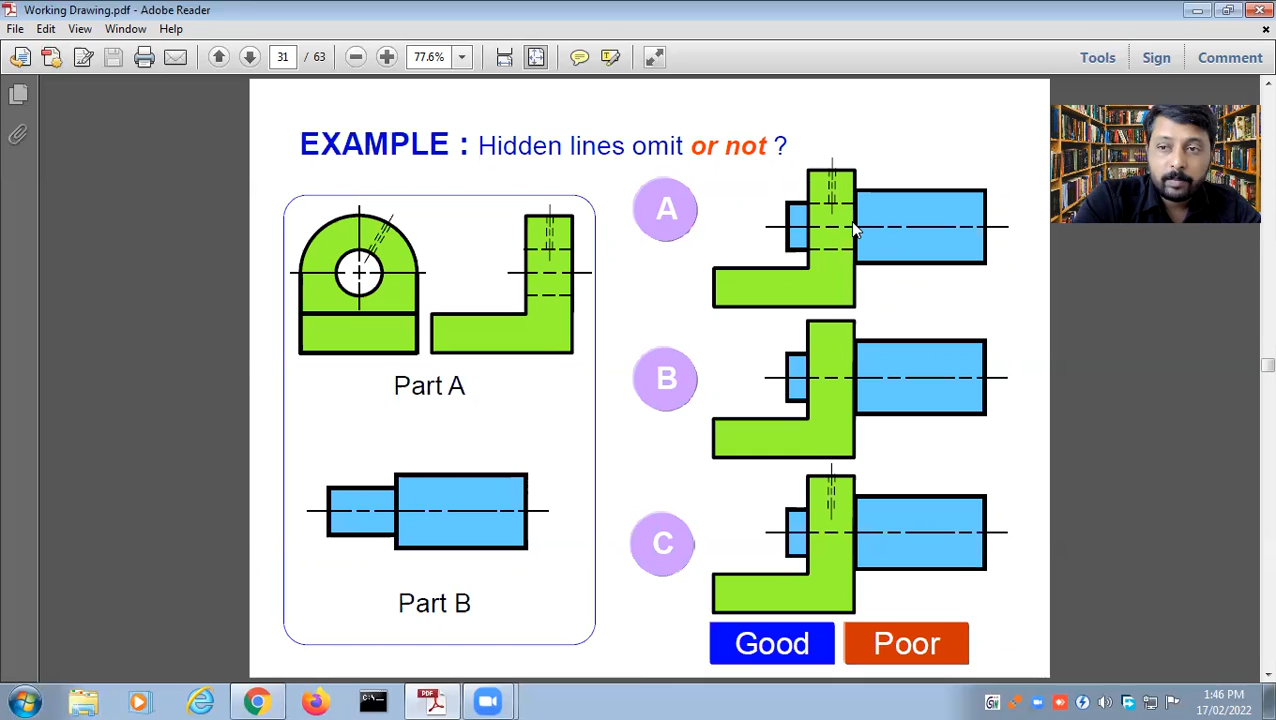 Working Drawing.pdf - Adobe Reader
File Edit View Window Help
31 / 63 77.6% Tools Sign Comment
EXAMPLE : Hidden lines omit or not ?
A
Part A
B
Part B
C
Good Poor
PDF
1:46 PM
17/02/2022